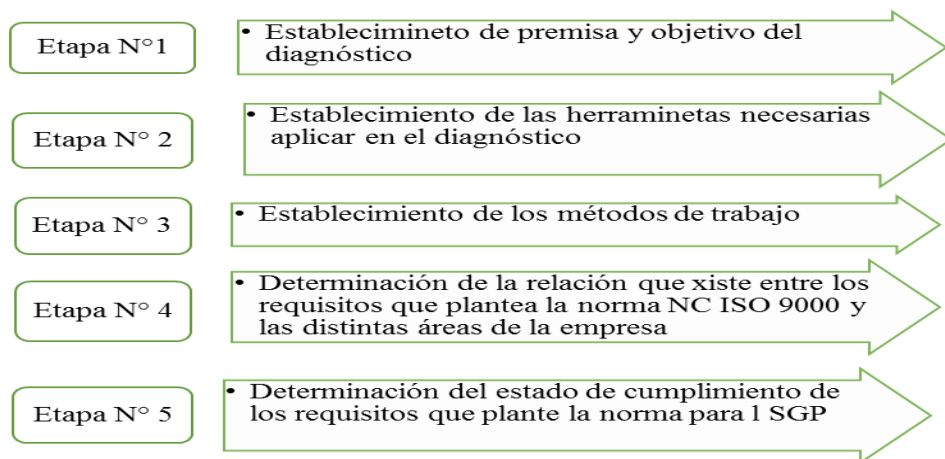 Etapa N°1
• Establecimineto de premisa y objetivo del
diagnóstico
Etapa N° 2
• Establecimiento de las herraminetas necesarias
aplicar en el diagnóstico
Etapa N° 3
• Establecimiento de los métodos de trabajo
Etapa N° 4
• Determinación de la relación que xiste entre los
requisitos que plantea la norma NC ISO 9000 y
las distintas áreas de la empresa
Etapa N° 5
• Determinación del estado de cumplimiento de
los requisitos que plante la norma para l SGP